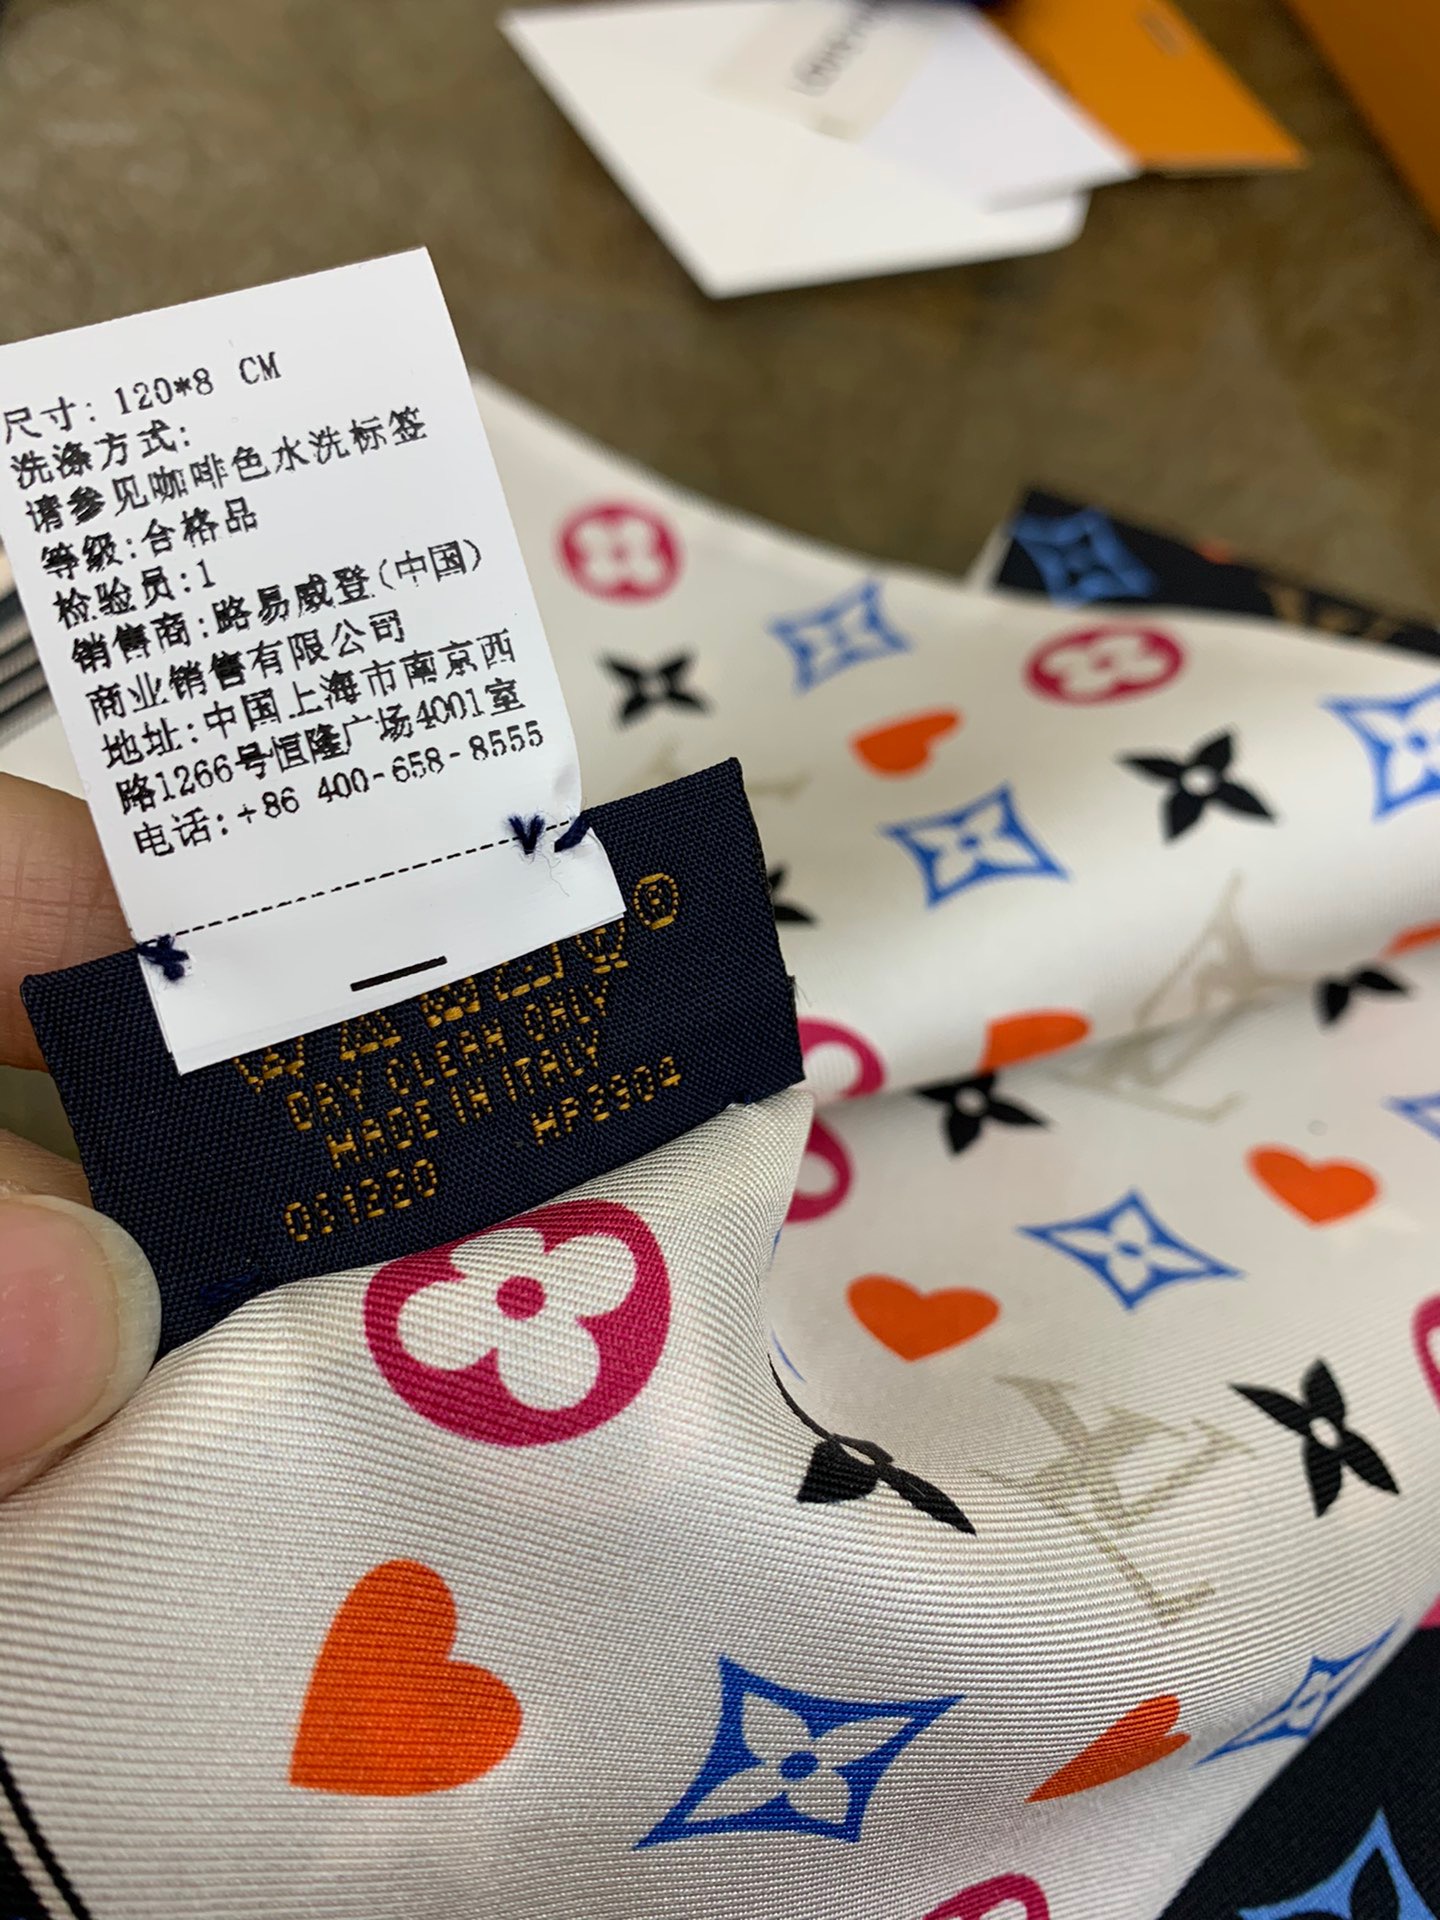 尺寸: 120*8 CM
洗涤方式:
请参见咖啡色水洗标签
等級:合格品
检验员:1
销售商:路易威登(中国)
商业销售有限公司
地址:中国上海市南京西
路1266号恒隆广场4001室
电话:+86 400-658-8555
®
DRY CLEAN ONLY
MADE IN ITALY
MP2904
051220